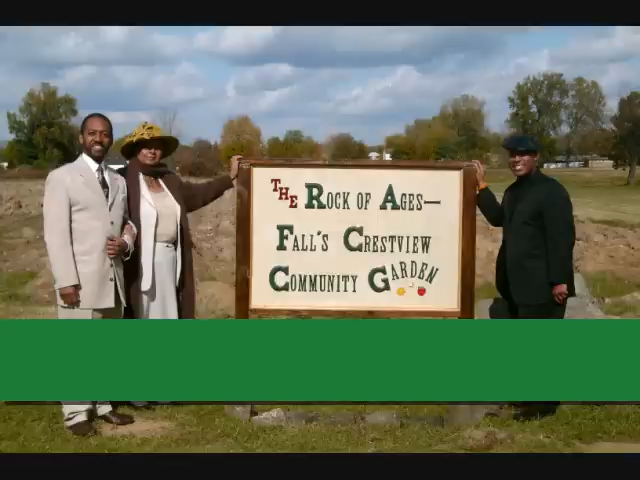 THE ROCK OF AGES—
FALL'S CRESTVIEW
COMMUNITY GARDEN